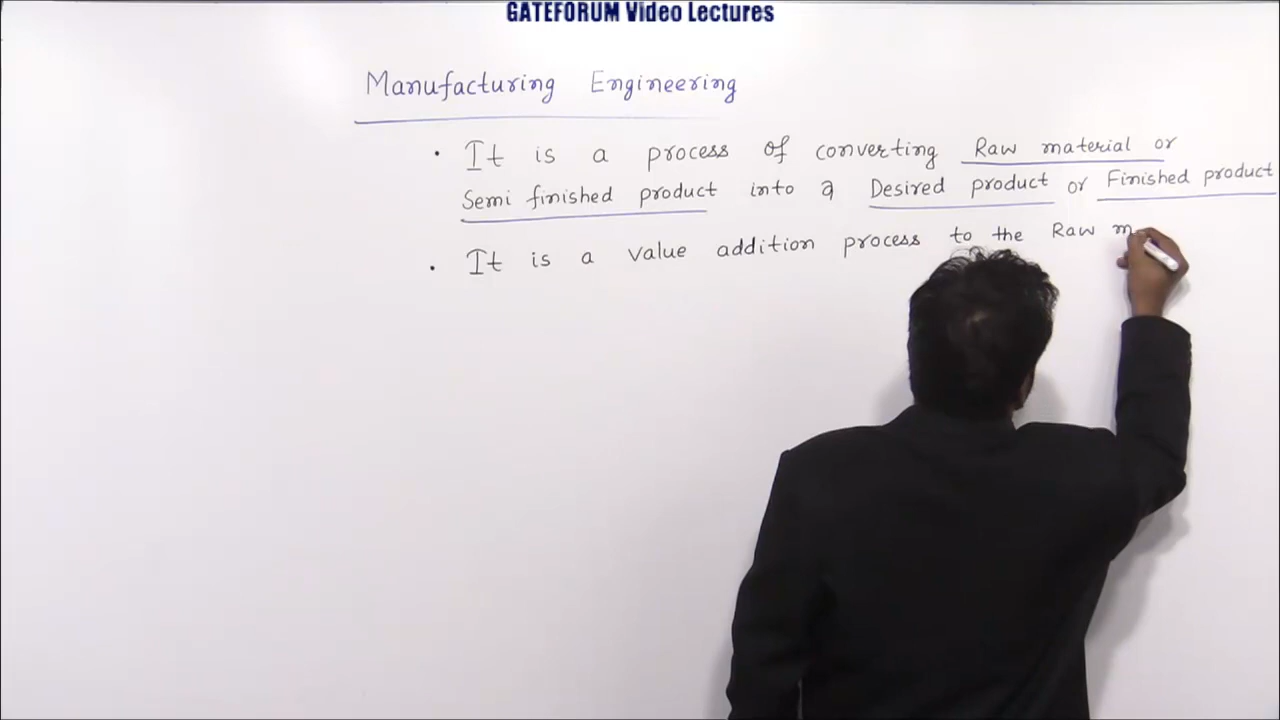 GATEFORUM Video Lectures
Manufacturing Engineering
• It is a process of converting Raw material or
Semi finished product into a Desired product or Finished product
• It is a value addition process to the Raw m